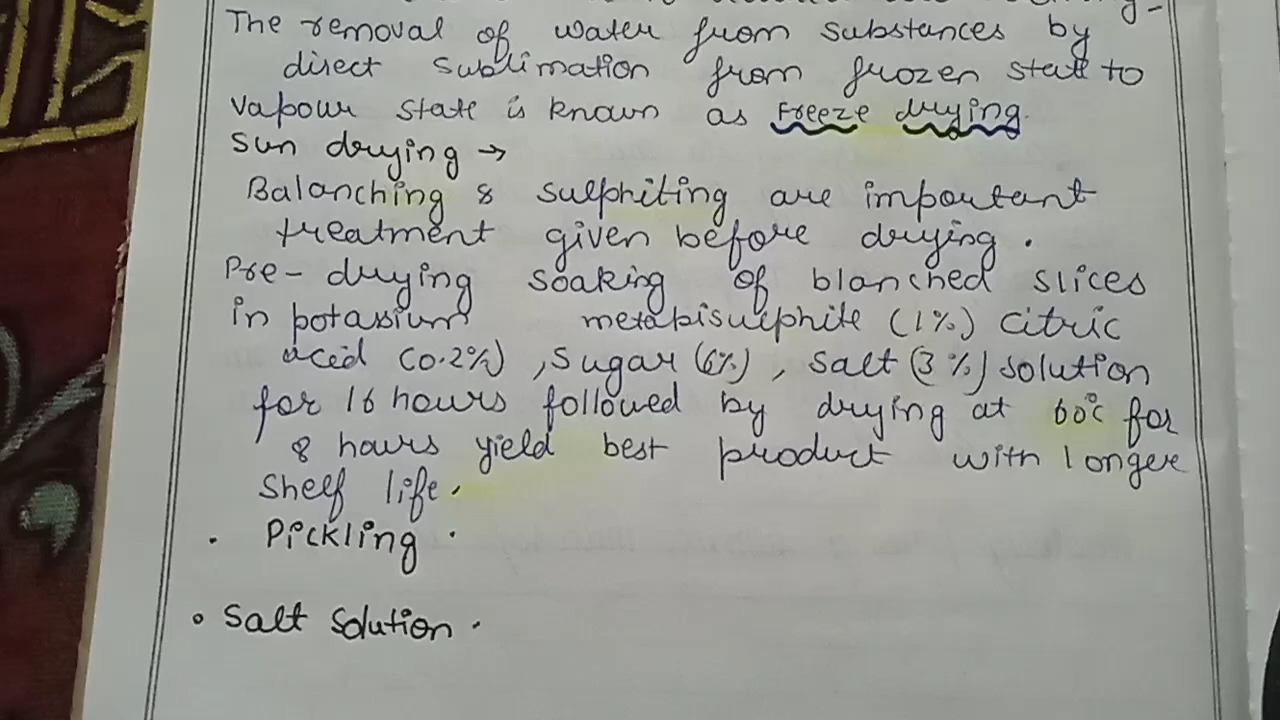 The removal of water from substances by
direct sublimation from frozen state to
vapour state is known as Freeze drying.
Sun drying →
Balanching & sulphiting are important
treatment given before drying.
Pre-drying soaking of blanched slices
in potassium metabisulphite (1%) citric
acid (0.2%), sugar (6%), salt (3%) solution
for 16 hours followed by drying at 60°c for
8 hours yield best product with longer
shelf life.
• Pickling.
• Salt solution.